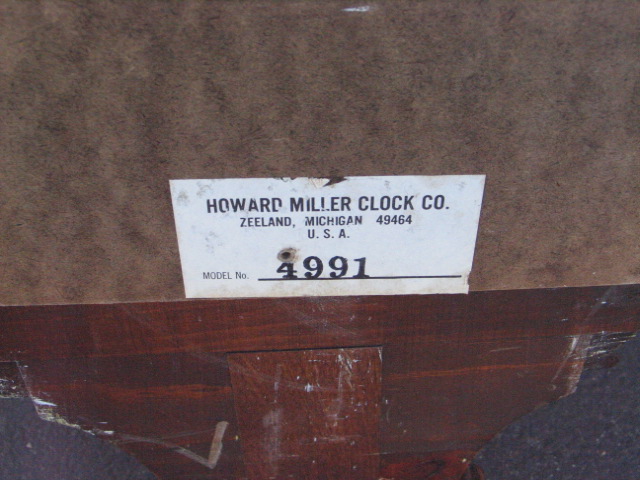 HOWARD MILLER CLOCK CO.
ZEELAND, MICHIGAN 49464
U. S. A.
MODEL No. 4991